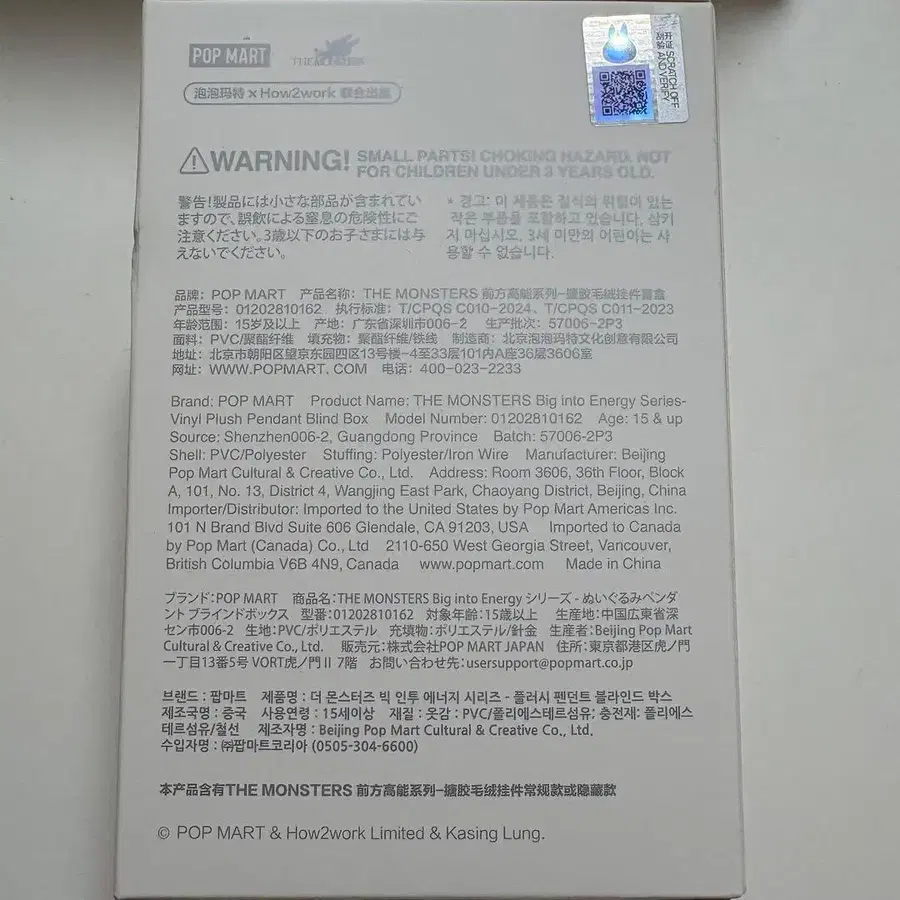 POP MART THE MONSTERS
泡泡玛特 × How2work 联合出品
开涂 刮验
SCRATCH OFF AND VERIFY
WARNING! SMALL PARTS! CHOKING HAZARD. NOT
FOR CHILDREN UNDER 3 YEARS OLD.
警告!製品には小さな部品が含まれてい
ますので、誤飲による窒息の危険性にご
注意ください。3歳以下のお子さまには与
えないでください。
* 경고: 이 제품은 질식의 위험이 있는
작은 부품을 포함하고 있습니다. 삼키
지 마십시오. 3세 미만의 어린이는 사
용할 수 없습니다.
品牌: POP MART 产品名称: THE MONSTERS 前方高能系列-搪胶毛绒挂件盲盒
产品型号: 01202810162 执行标准: T/CPQS C010-2024、T/CPQS C011-2023
年龄范围: 15岁及以上 产地: 广东省深圳市006-2 生产批次: 57006-2P3
面料: PVC/聚酯纤维 填充物: 聚酯纤维/铁线 制造商: 北京泡泡玛特文化创意有限公司
地址: 北京市朝阳区望京东园四区13号楼-4至33层101内A座36层3606室
网址: WWW.POPMART.COM 电话: 400-023-2233
Brand: POP MART Product Name: THE MONSTERS Big into Energy Series-
Vinyl Plush Pendant Blind Box Model Number: 01202810162 Age: 15 & up
Source: Shenzhen006-2, Guangdong Province Batch: 57006-2P3
Shell: PVC/Polyester Stuffing: Polyester/Iron Wire Manufacturer: Beijing
Pop Mart Cultural & Creative Co., Ltd. Address: Room 3606, 36th Floor, Block
A, 101, No. 13, District 4, Wangjing East Park, Chaoyang District, Beijing, China
Importer/Distributor: Imported to the United States by Pop Mart Americas Inc.
101 N Brand Blvd Suite 606 Glendale, CA 91203, USA Imported to Canada
by Pop Mart (Canada) Co., Ltd 2110-650 West Georgia Street, Vancouver,
British Columbia V6B 4N9, Canada www.popmart.com Made in China
ブランド:POP MART 商品名:THE MONSTERS Big into Energy シリーズ - ぬいぐるみペンダ
ント ブラインドボックス 型番:01202810162 対象年齢:15歳以上 生産地:中国広東省深
セン市006-2 生地:PVC/ポリエステル 充填物:ポリエステル/針金 生産者:Beijing Pop Mart
Cultural & Creative Co., Ltd. 販売元:株式会社POP MART JAPAN 住所:東京都港区虎ノ門
一丁目13番5号 VORT虎ノ門Ⅱ 7階 お問い合わせ先:usersupport@popmart.co.jp
브랜드 : 팝마트 제품명 : 더 몬스터즈 빅 인투 에너지 시리즈 - 플러시 펜던트 블라인드 박스
제조국명 : 중국 사용연령 : 15세이상 재질 : 옷감 : PVC/폴리에스테르섬유; 충전재: 폴리에스
테르섬유/철선 제조자명 : Beijing Pop Mart Cultural & Creative Co., Ltd.
수입자명 : ㈜팝마트코리아 (0505-304-6600)
本产品含有THE MONSTERS 前方高能系列-搪胶毛绒挂件常规款或隐藏款
© POP MART & How2work Limited & Kasing Lung.